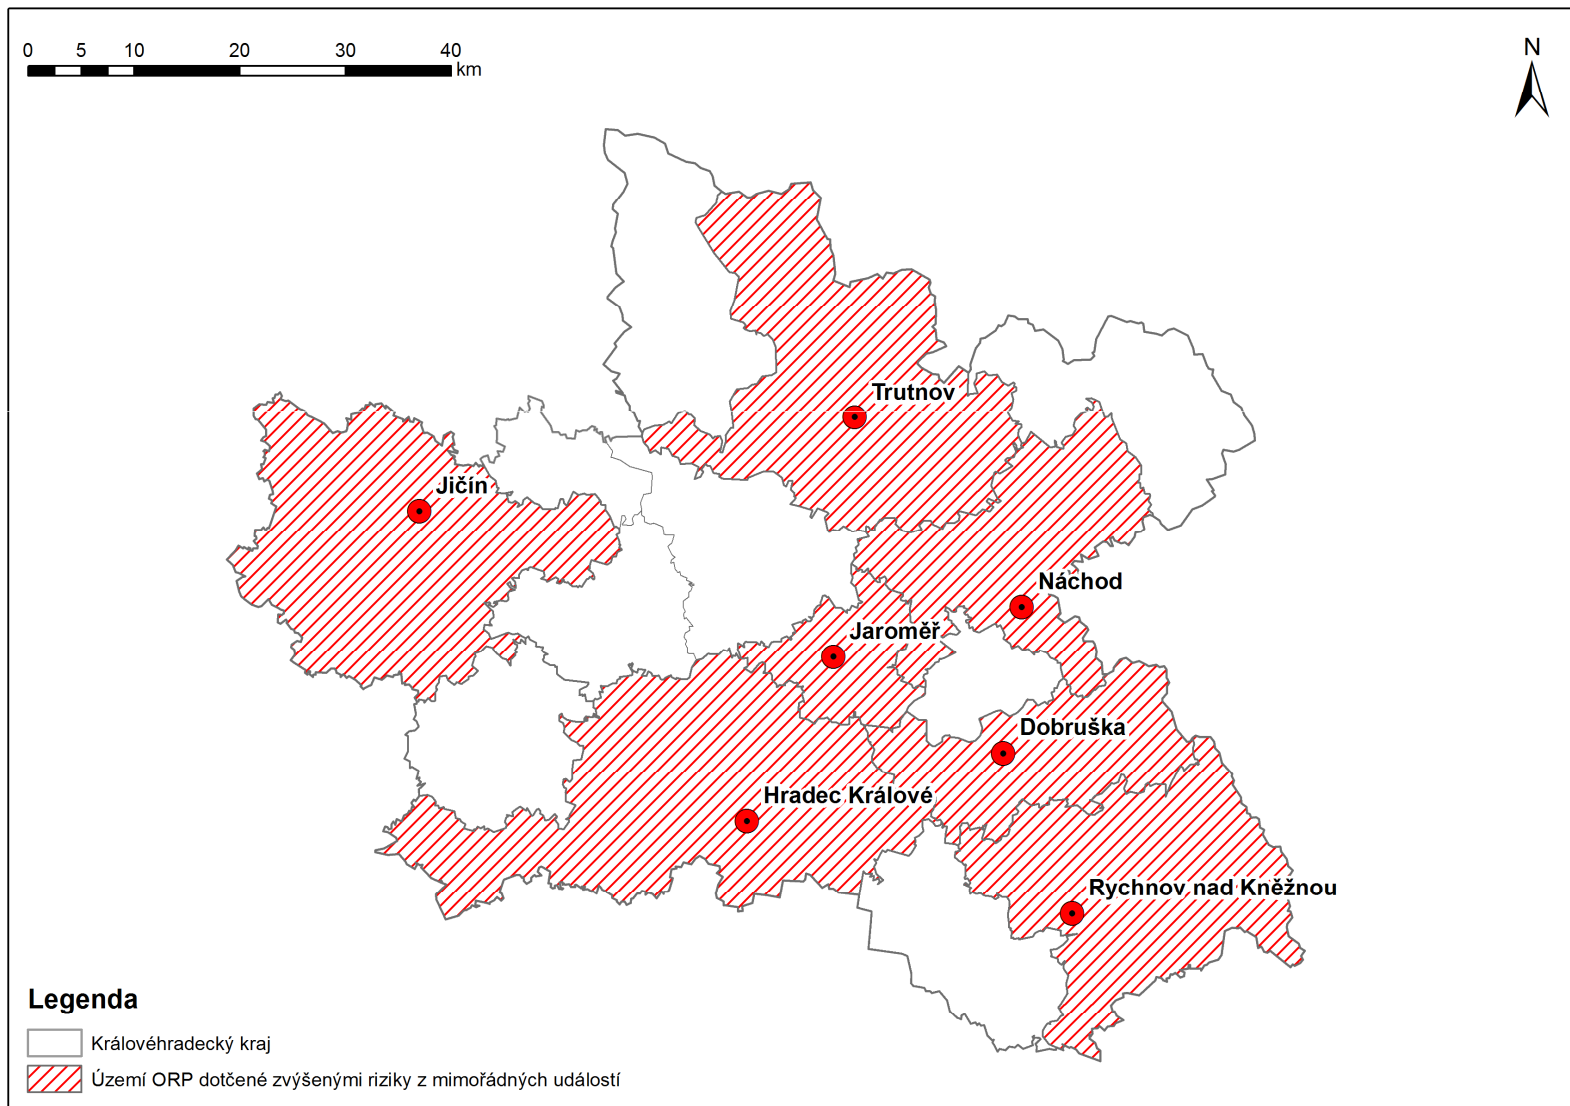 0 5 10 20 30 40
km
N
Trutnov
Jičín
Náchod
Jaroměř
Dobruška
Hradec Králové
Rychnov nad Kněžnou
Legenda
Královéhradecký kraj
Území ORP dotčené zvýšenými riziky z mimořádných událostí